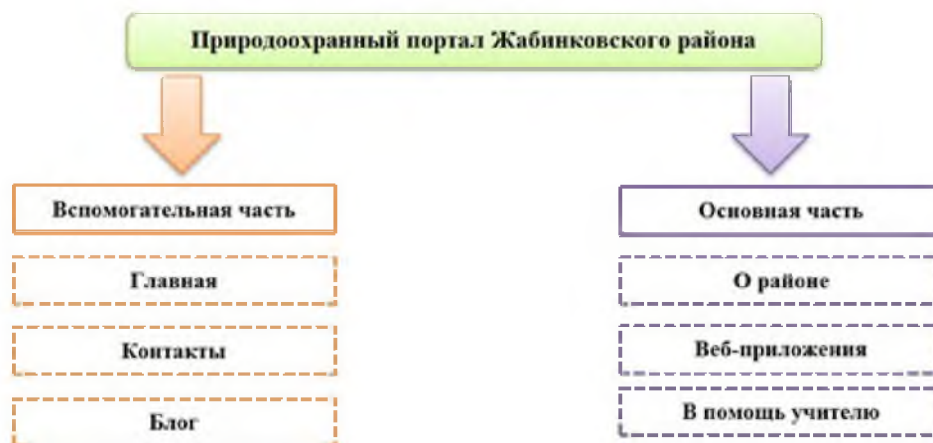 Природоохранный портал Жабинковского района
Вспомогательная часть
Главная
Контакты
Блог
Основная часть
О районе
Веб-приложения
В помощь учителю